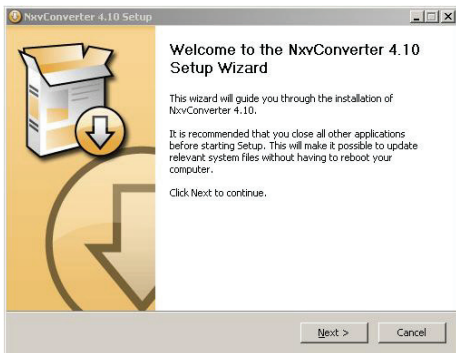 NxvConverter 4.10 Setup
Welcome to the NxvConverter 4.10
Setup Wizard
This wizard will guide you through the installation of
NxvConverter 4.10.
It is recommended that you close all other applications
before starting Setup. This will make it possible to update
relevant system files without having to reboot your
computer.
Click Next to continue.
Next >
Cancel